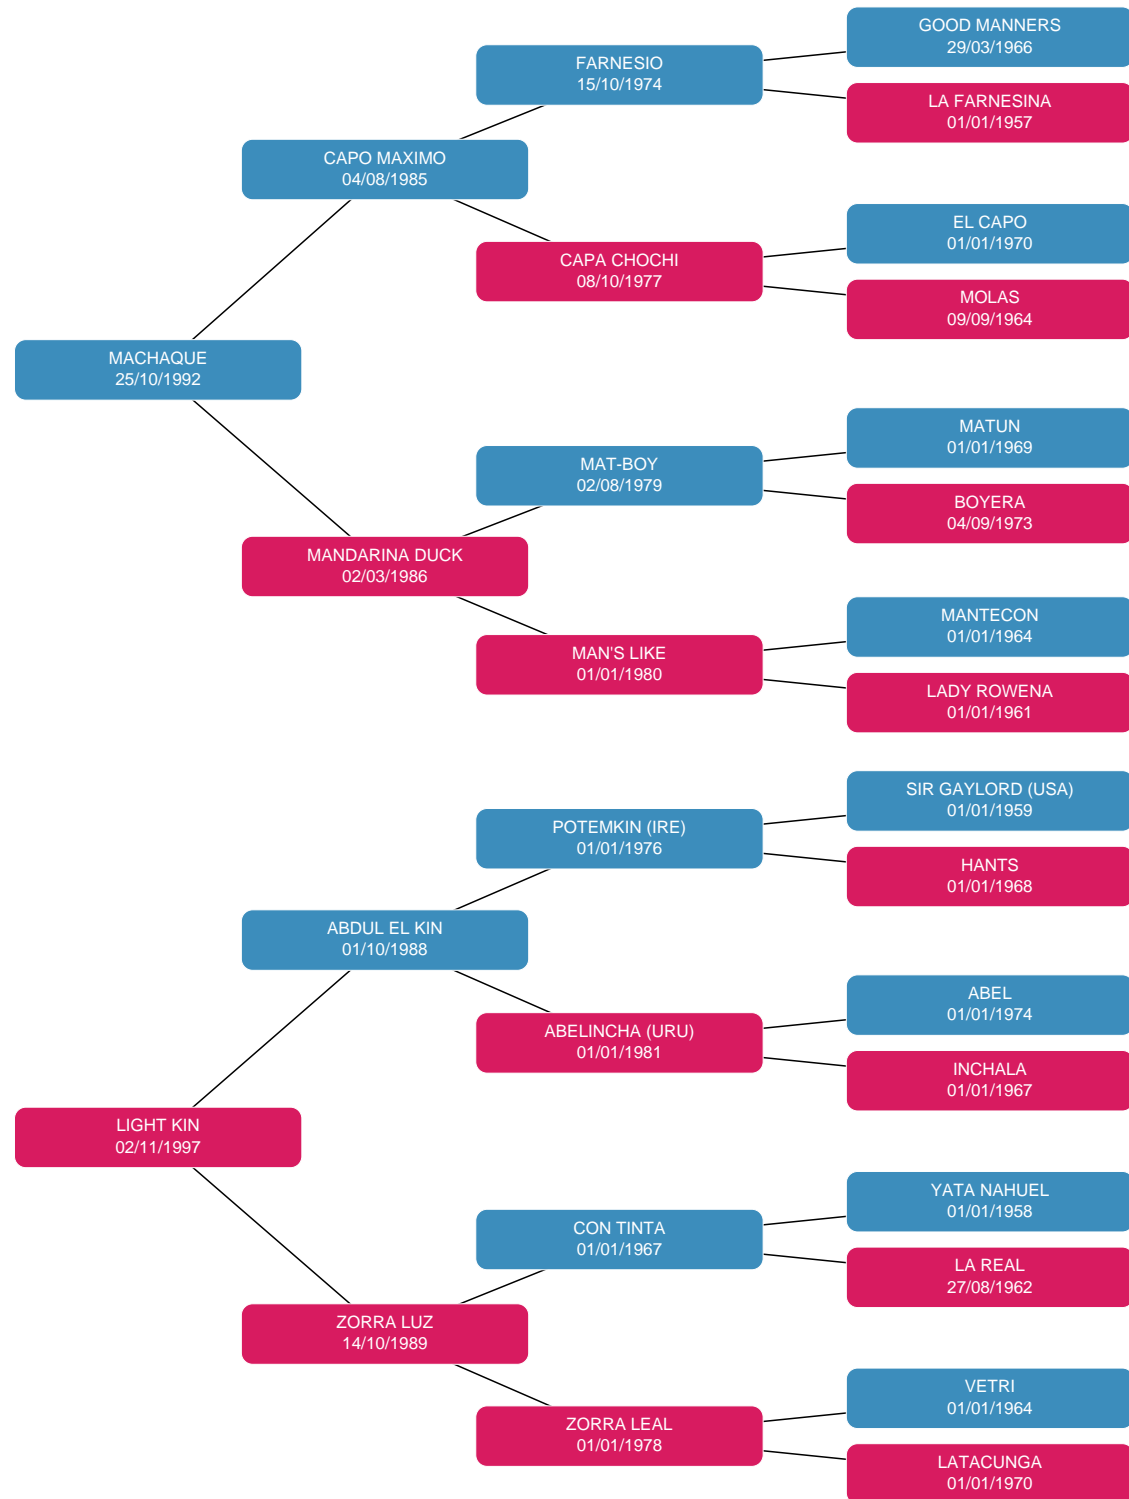 GOOD MANNERS
29/03/1966
FARNESIO
15/10/1974
LA FARNESINA
01/01/1957
CAPO MAXIMO
04/08/1985
EL CAPO
01/01/1970
CAPA CHOCHI
08/10/1977
MOLAS
09/09/1964
MACHAQUE
25/10/1992
MATUN
01/01/1969
MAT-BOY
02/08/1979
BOYERA
04/09/1973
MANDARINA DUCK
02/03/1986
MANTECON
01/01/1964
MAN'S LIKE
01/01/1980
LADY ROWENA
01/01/1961
SIR GAYLORD (USA)
01/01/1959
POTEMKIN (IRE)
01/01/1976
HANTS
01/01/1968
ABDUL EL KIN
01/10/1988
ABEL
01/01/1974
ABELINCHA (URU)
01/01/1981
INCHALA
01/01/1967
LIGHT KIN
02/11/1997
YATA NAHUEL
01/01/1958
CON TINTA
01/01/1967
LA REAL
27/08/1962
ZORRA LUZ
14/10/1989
VETRI
01/01/1964
ZORRA LEAL
01/01/1978
LATACUNGA
01/01/1970